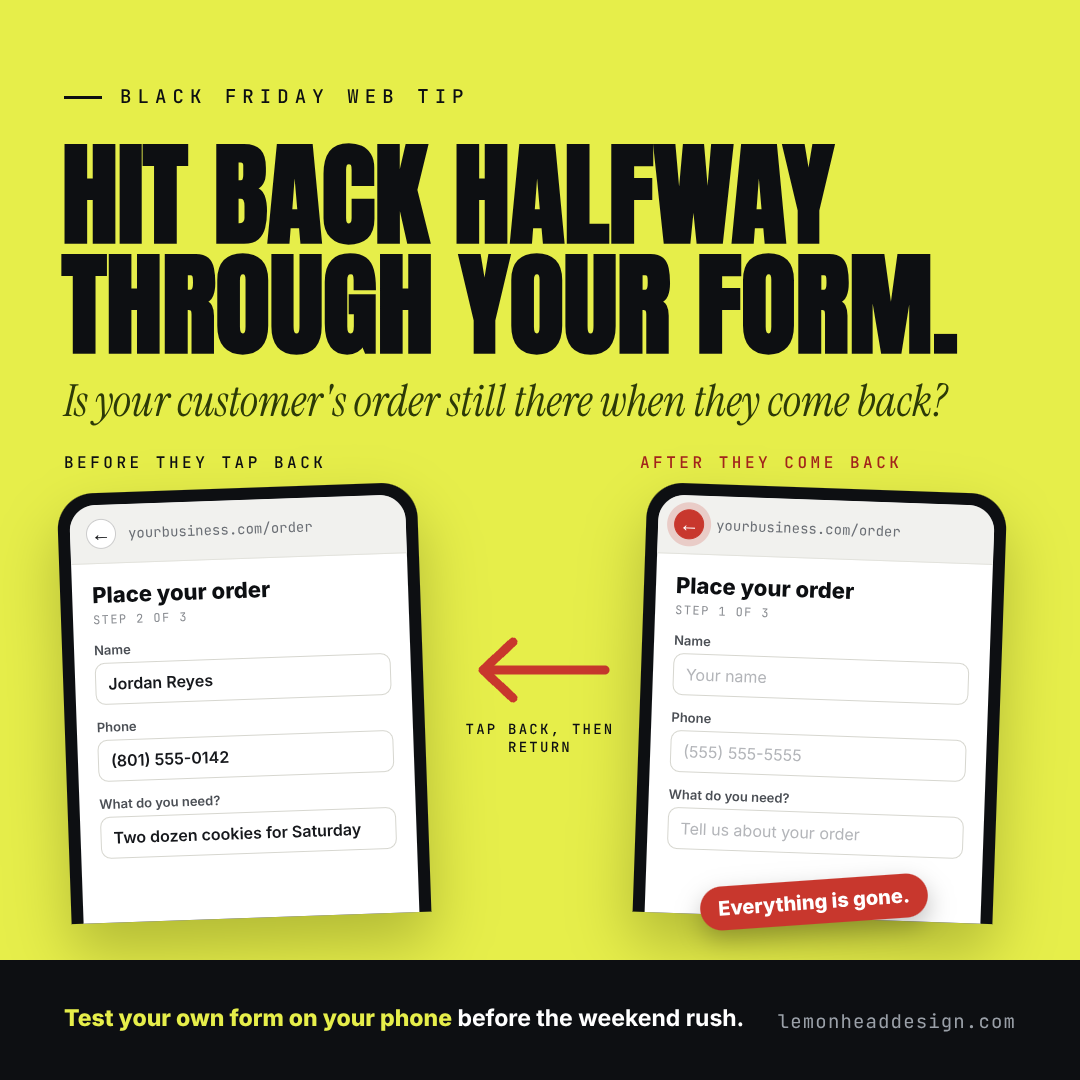 BLACK FRIDAY WEB TIP
HIT BACK HALFWAY
THROUGH YOUR FORM.
Is your customer's order still there when they come back?
BEFORE THEY TAP BACK
←
yourbusiness.com/order
Place your order
STEP 2 OF 3
Name
Jordan Reyes
Phone
(801) 555-0142
What do you need?
Two dozen cookies for Saturday
TAP BACK, THEN
RETURN
AFTER THEY COME BACK
←
yourbusiness.com/order
Place your order
STEP 1 OF 3
Name
Your name
Phone
(555) 555-5555
What do you need?
Tell us about your order
Everything is gone.
Test your own form on your phone before the weekend rush.
lemonheaddesign.com